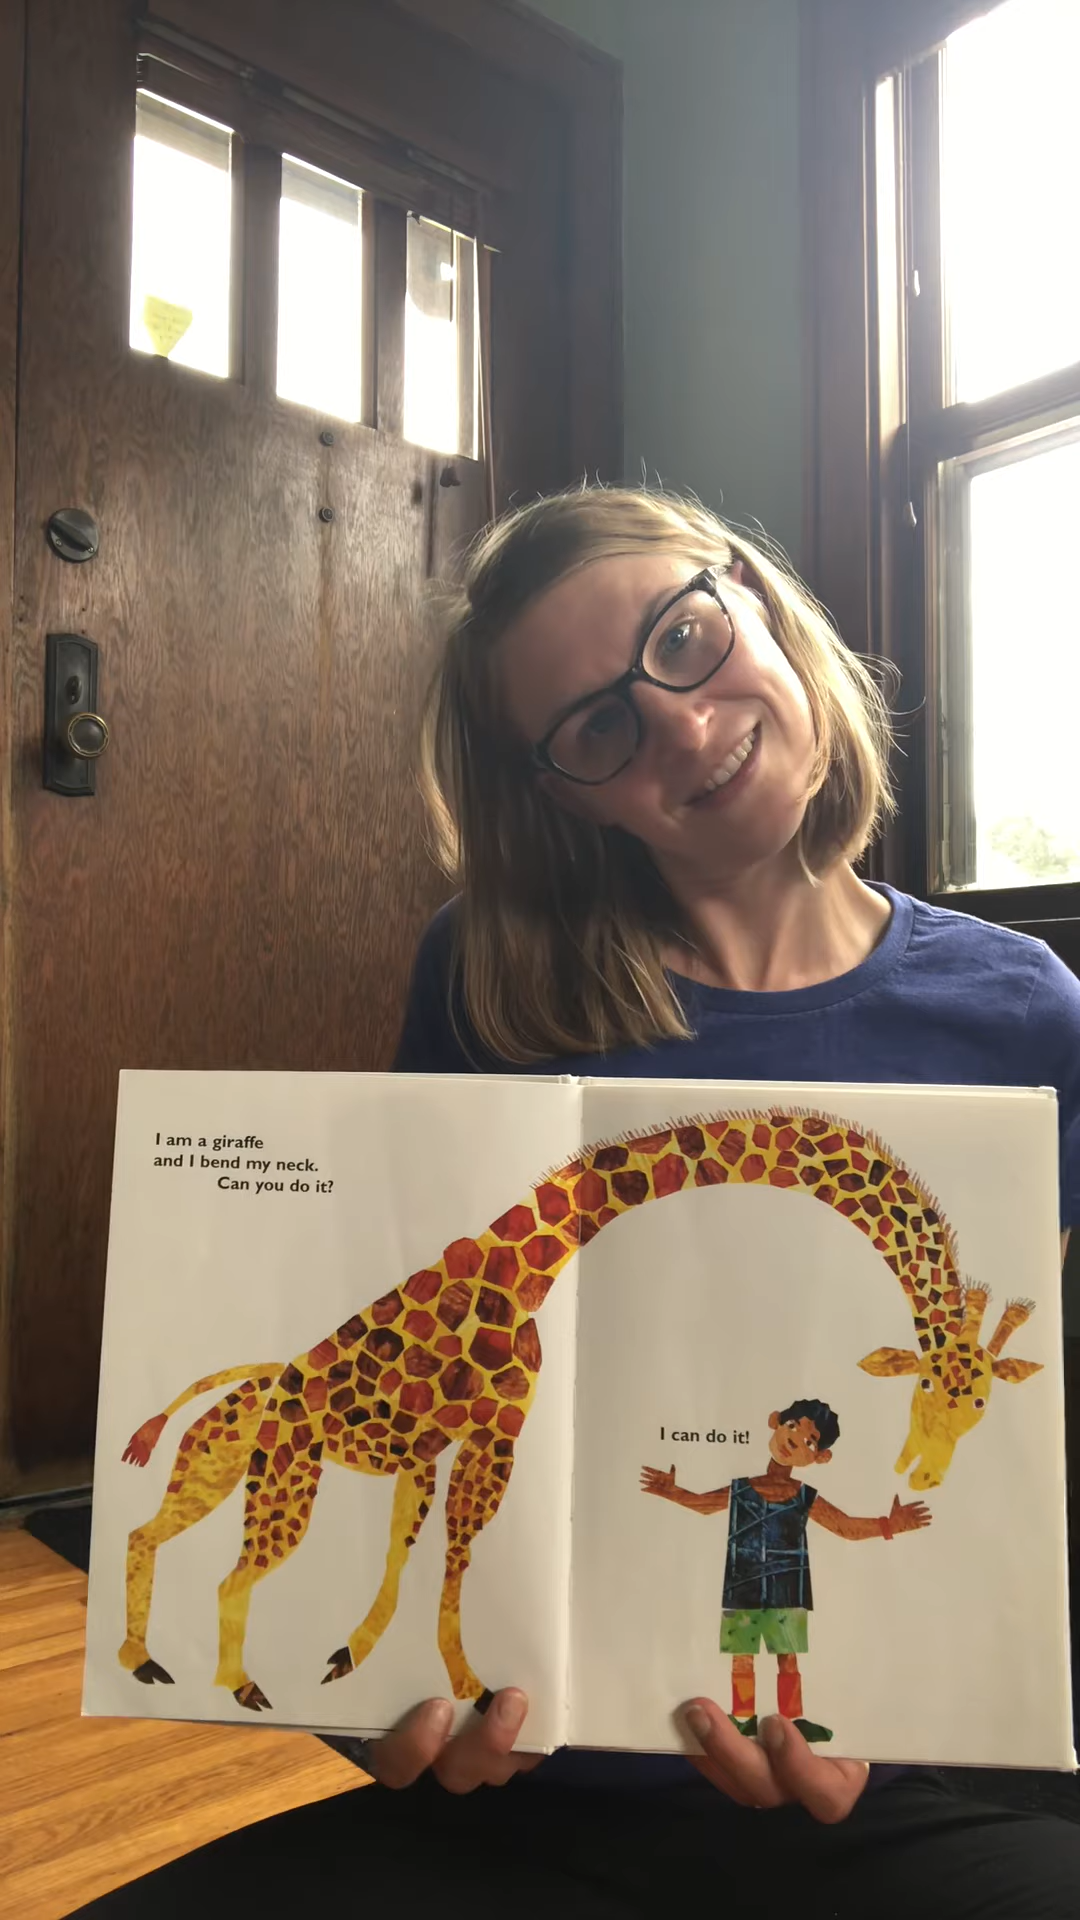 I am a giraffe
and I bend my neck.
Can you do it?
I can do it!